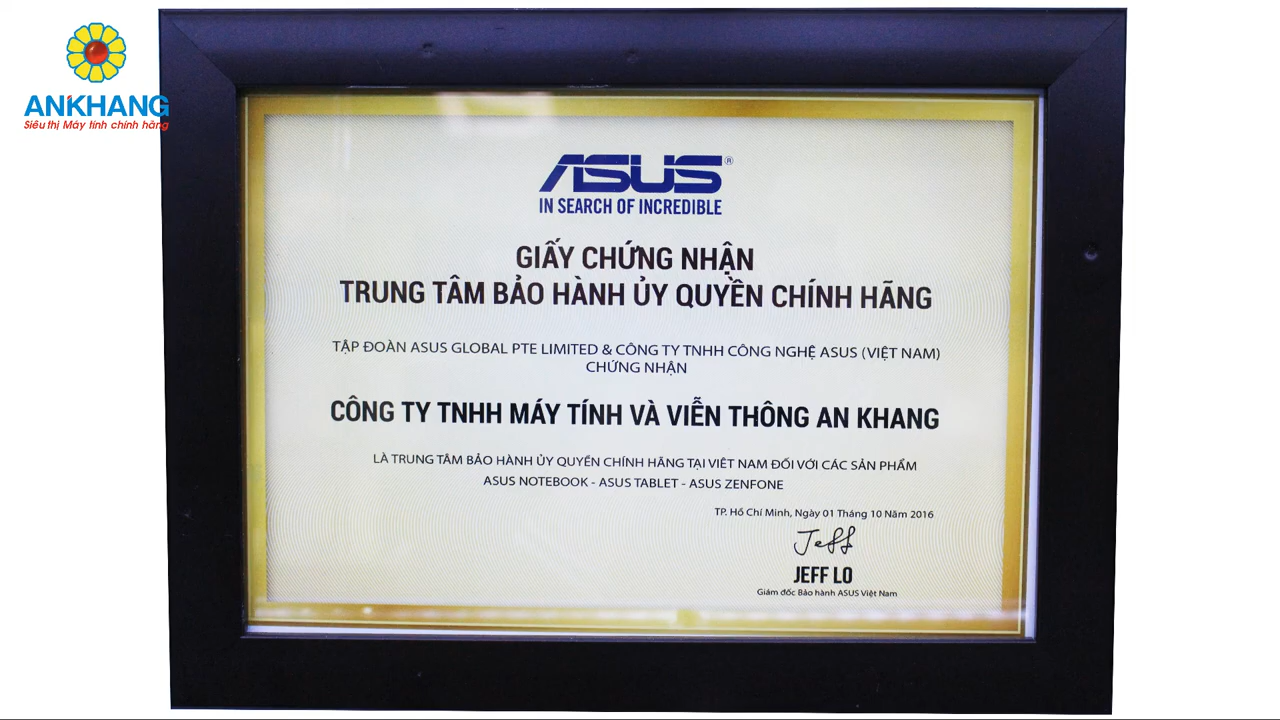 ANKHANG
Siêu thị Máy tính chính hãng
ASUS®
IN SEARCH OF INCREDIBLE
GIẤY CHỨNG NHẬN
TRUNG TÂM BẢO HÀNH ỦY QUYỀN CHÍNH HÃNG
TẬP ĐOÀN ASUS GLOBAL PTE LIMITED & CÔNG TY TNHH CÔNG NGHỆ ASUS (VIỆT NAM)
CHỨNG NHẬN
CÔNG TY TNHH MÁY TÍNH VÀ VIỄN THÔNG AN KHANG
LÀ TRUNG TÂM BẢO HÀNH ỦY QUYỀN CHÍNH HÃNG TẠI VIÊT NAM ĐỐI VỚI CÁC SẢN PHẨM
ASUS NOTEBOOK - ASUS TABLET - ASUS ZENFONE
TP. Hồ Chí Minh, Ngày 01 Tháng 10 Năm 2016
Jeff
JEFF LO
Giám đốc Bảo hành ASUS Việt Nam